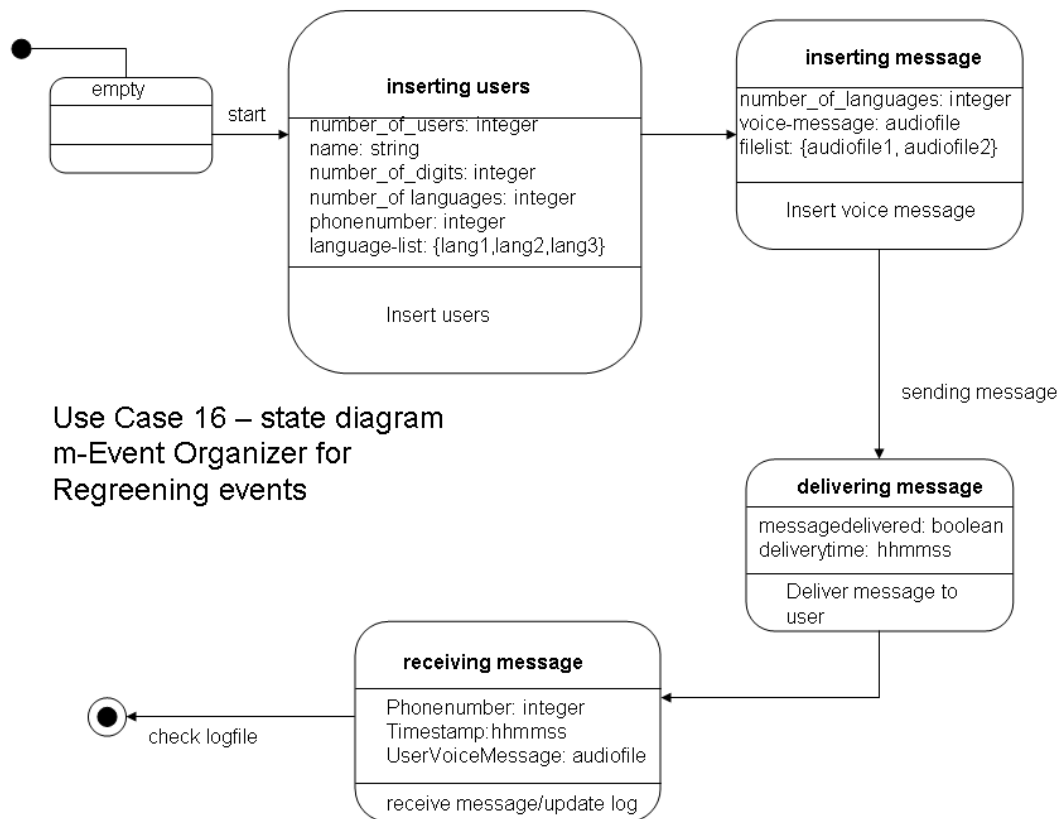 empty
start
inserting users
number_of_users: integer
name: string
number_of_digits: integer
number_of languages: integer
phonenumber: integer
language-list: {lang1,lang2,lang3}
Insert users
inserting message
number_of_languages: integer
voice-message: audiofile
filelist: {audiofile1, audiofile2}
Insert voice message
sending message
Use Case 16 – state diagram
m-Event Organizer for
Regreening events
delivering message
messagedelivered: boolean
deliverytime: hhmmss
Deliver message to
user
receiving message
Phonenumber: integer
Timestamp:hhmmss
UserVoiceMessage: audiofile
receive message/update log
check logfile